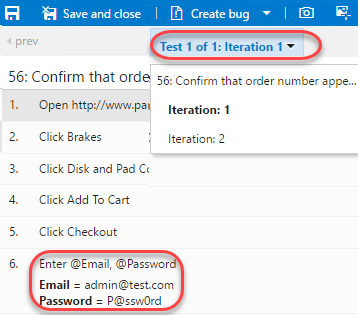 Save and close Create bug
prev Test 1 of 1: Iteration 1
56: Confirm that orde
56: Confirm that order number appe...
1. Open http://www.pa
Iteration: 1
2. Click Brakes
Iteration: 2
3. Click Disk and Pad Co
4. Click Add To Cart
5. Click Checkout
6. Enter @Email, @Password
Email = admin@test.com
Password = P@ssw0rd